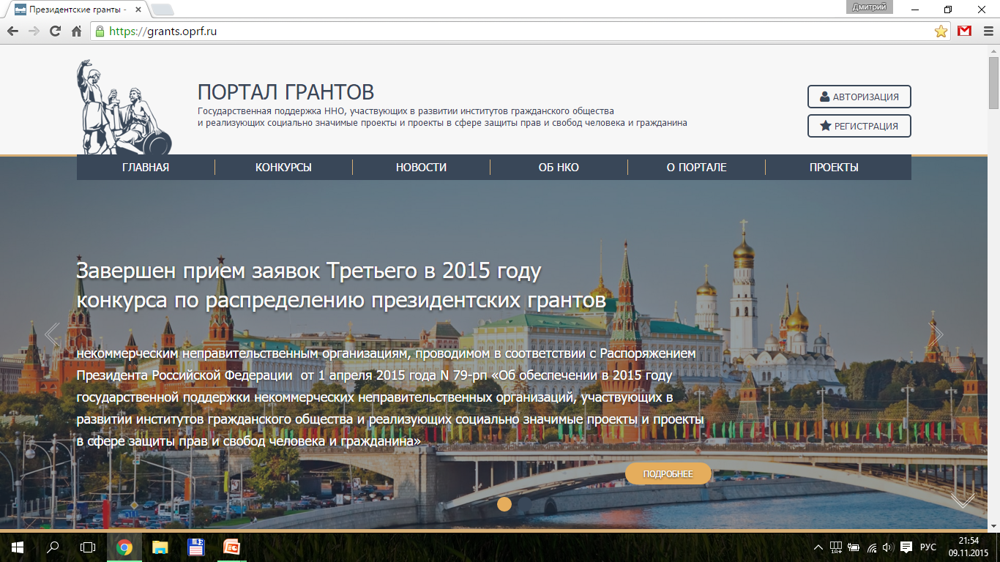 Президентские гранты -
Дмитрий
https://grants.oprf.ru
ПОРТАЛ ГРАНТОВ
Государственная поддержка ННО, участвующих в развитии институтов гражданского общества
и реализующих социально значимые проекты и проекты в сфере защиты прав и свобод человека и гражданина
АВТОРИЗАЦИЯ
РЕГИСТРАЦИЯ
ГЛАВНАЯ КОНКУРСЫ НОВОСТИ ОБ НКО О ПОРТАЛЕ ПРОЕКТЫ
Завершен прием заявок Третьего в 2015 году
конкурса по распределению президентских грантов
некоммерческим неправительственным организациям, проводимом в соответствии с Распоряжением
Президента Российской Федерации от 1 апреля 2015 года N 79-рп «Об обеспечении в 2015 году
государственной поддержки некоммерческих неправительственных организаций, участвующих в
развитии институтов гражданского общества и реализующих социально значимые проекты и проекты
в сфере защиты прав и свобод человека и гражданина»
ПОДРОБНЕЕ
РУС
21:54
09.11.2015